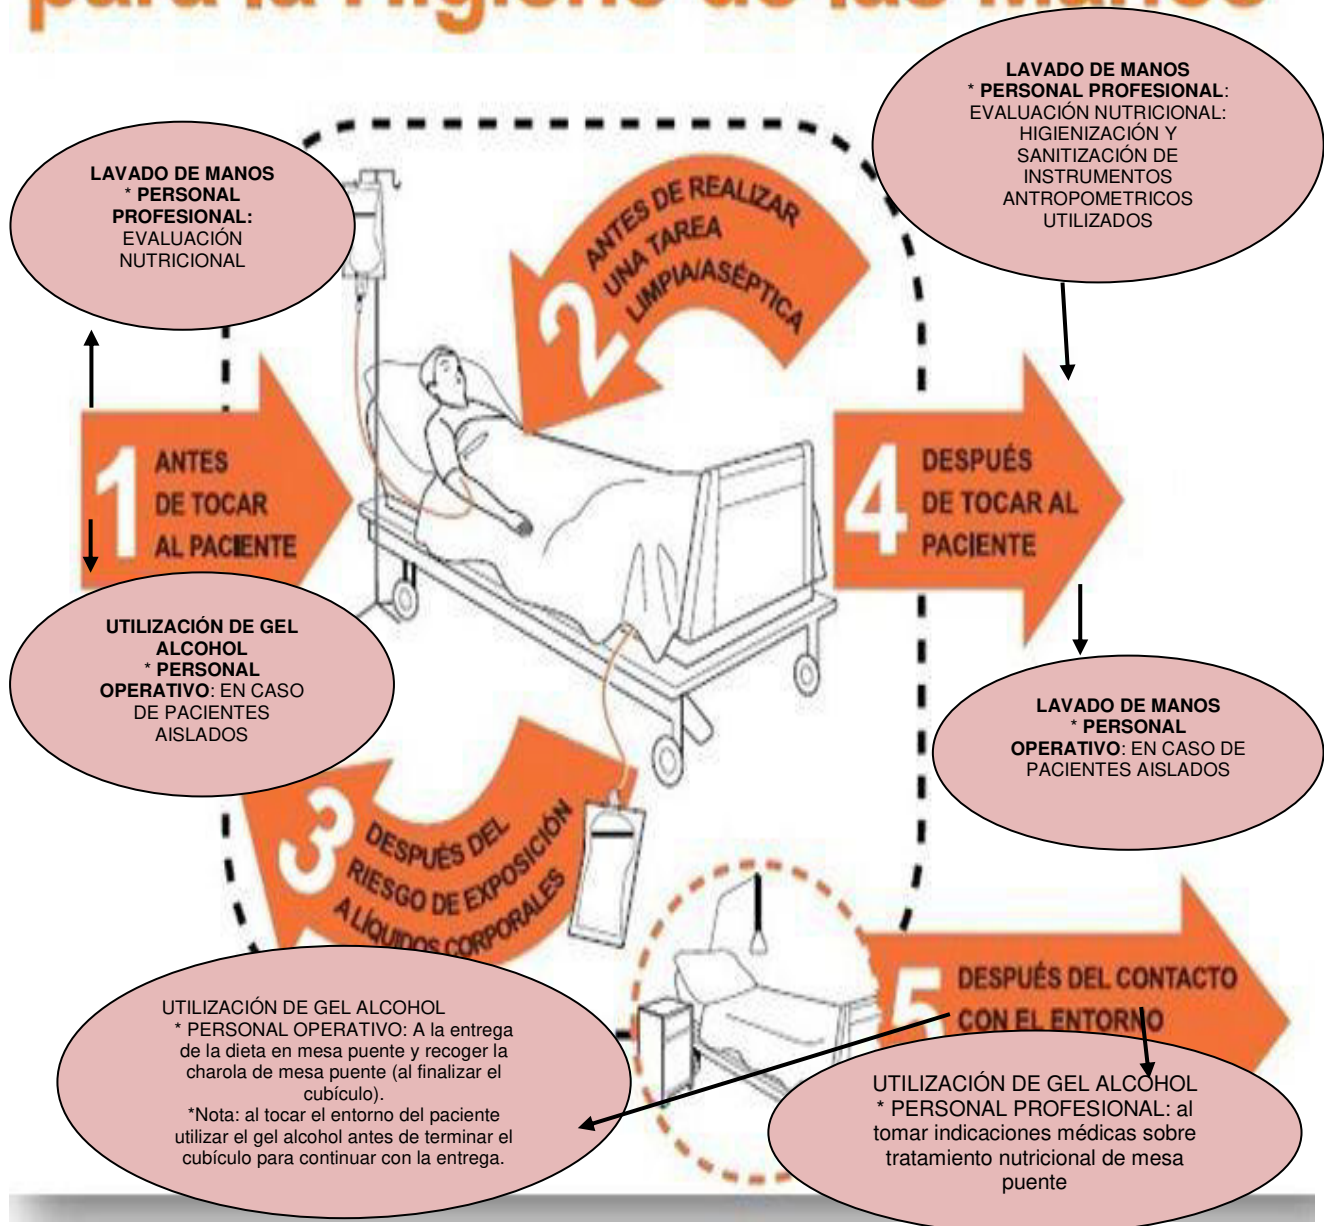 para la Higiene de las Manos
LAVADO DE MANOS
* PERSONAL
PROFESIONAL:
EVALUACIÓN
NUTRICIONAL
LAVADO DE MANOS
* PERSONAL PROFESIONAL:
EVALUACIÓN NUTRICIONAL:
HIGIENIZACIÓN Y
SANITIZACIÓN DE
INSTRUMENTOS
ANTROPOMETRICOS
UTILIZADOS
2
ANTES DE REALIZAR
UNA TAREA
LIMPIA/ASÉPTICA
1
ANTES
DE TOCAR
AL PACIENTE
4
DESPUÉS
DE TOCAR AL
PACIENTE
UTILIZACIÓN DE GEL
ALCOHOL
* PERSONAL
OPERATIVO: EN CASO
DE PACIENTES
AISLADOS
LAVADO DE MANOS
* PERSONAL
OPERATIVO: EN CASO DE
PACIENTES AISLADOS
3
DESPUÉS DEL
RIESGO DE EXPOSICIÓN
A LÍQUIDOS CORPORALES
5
DESPUÉS DEL CONTACTO
CON EL ENTORNO
UTILIZACIÓN DE GEL ALCOHOL
* PERSONAL OPERATIVO: A la entrega
de la dieta en mesa puente y recoger la
charola de mesa puente (al finalizar el
cubículo).
*Nota: al tocar el entorno del paciente
utilizar el gel alcohol antes de terminar el
cubículo para continuar con la entrega.
UTILIZACIÓN DE GEL ALCOHOL
* PERSONAL PROFESIONAL: al
tomar indicaciones médicas sobre
tratamiento nutricional de mesa
puente